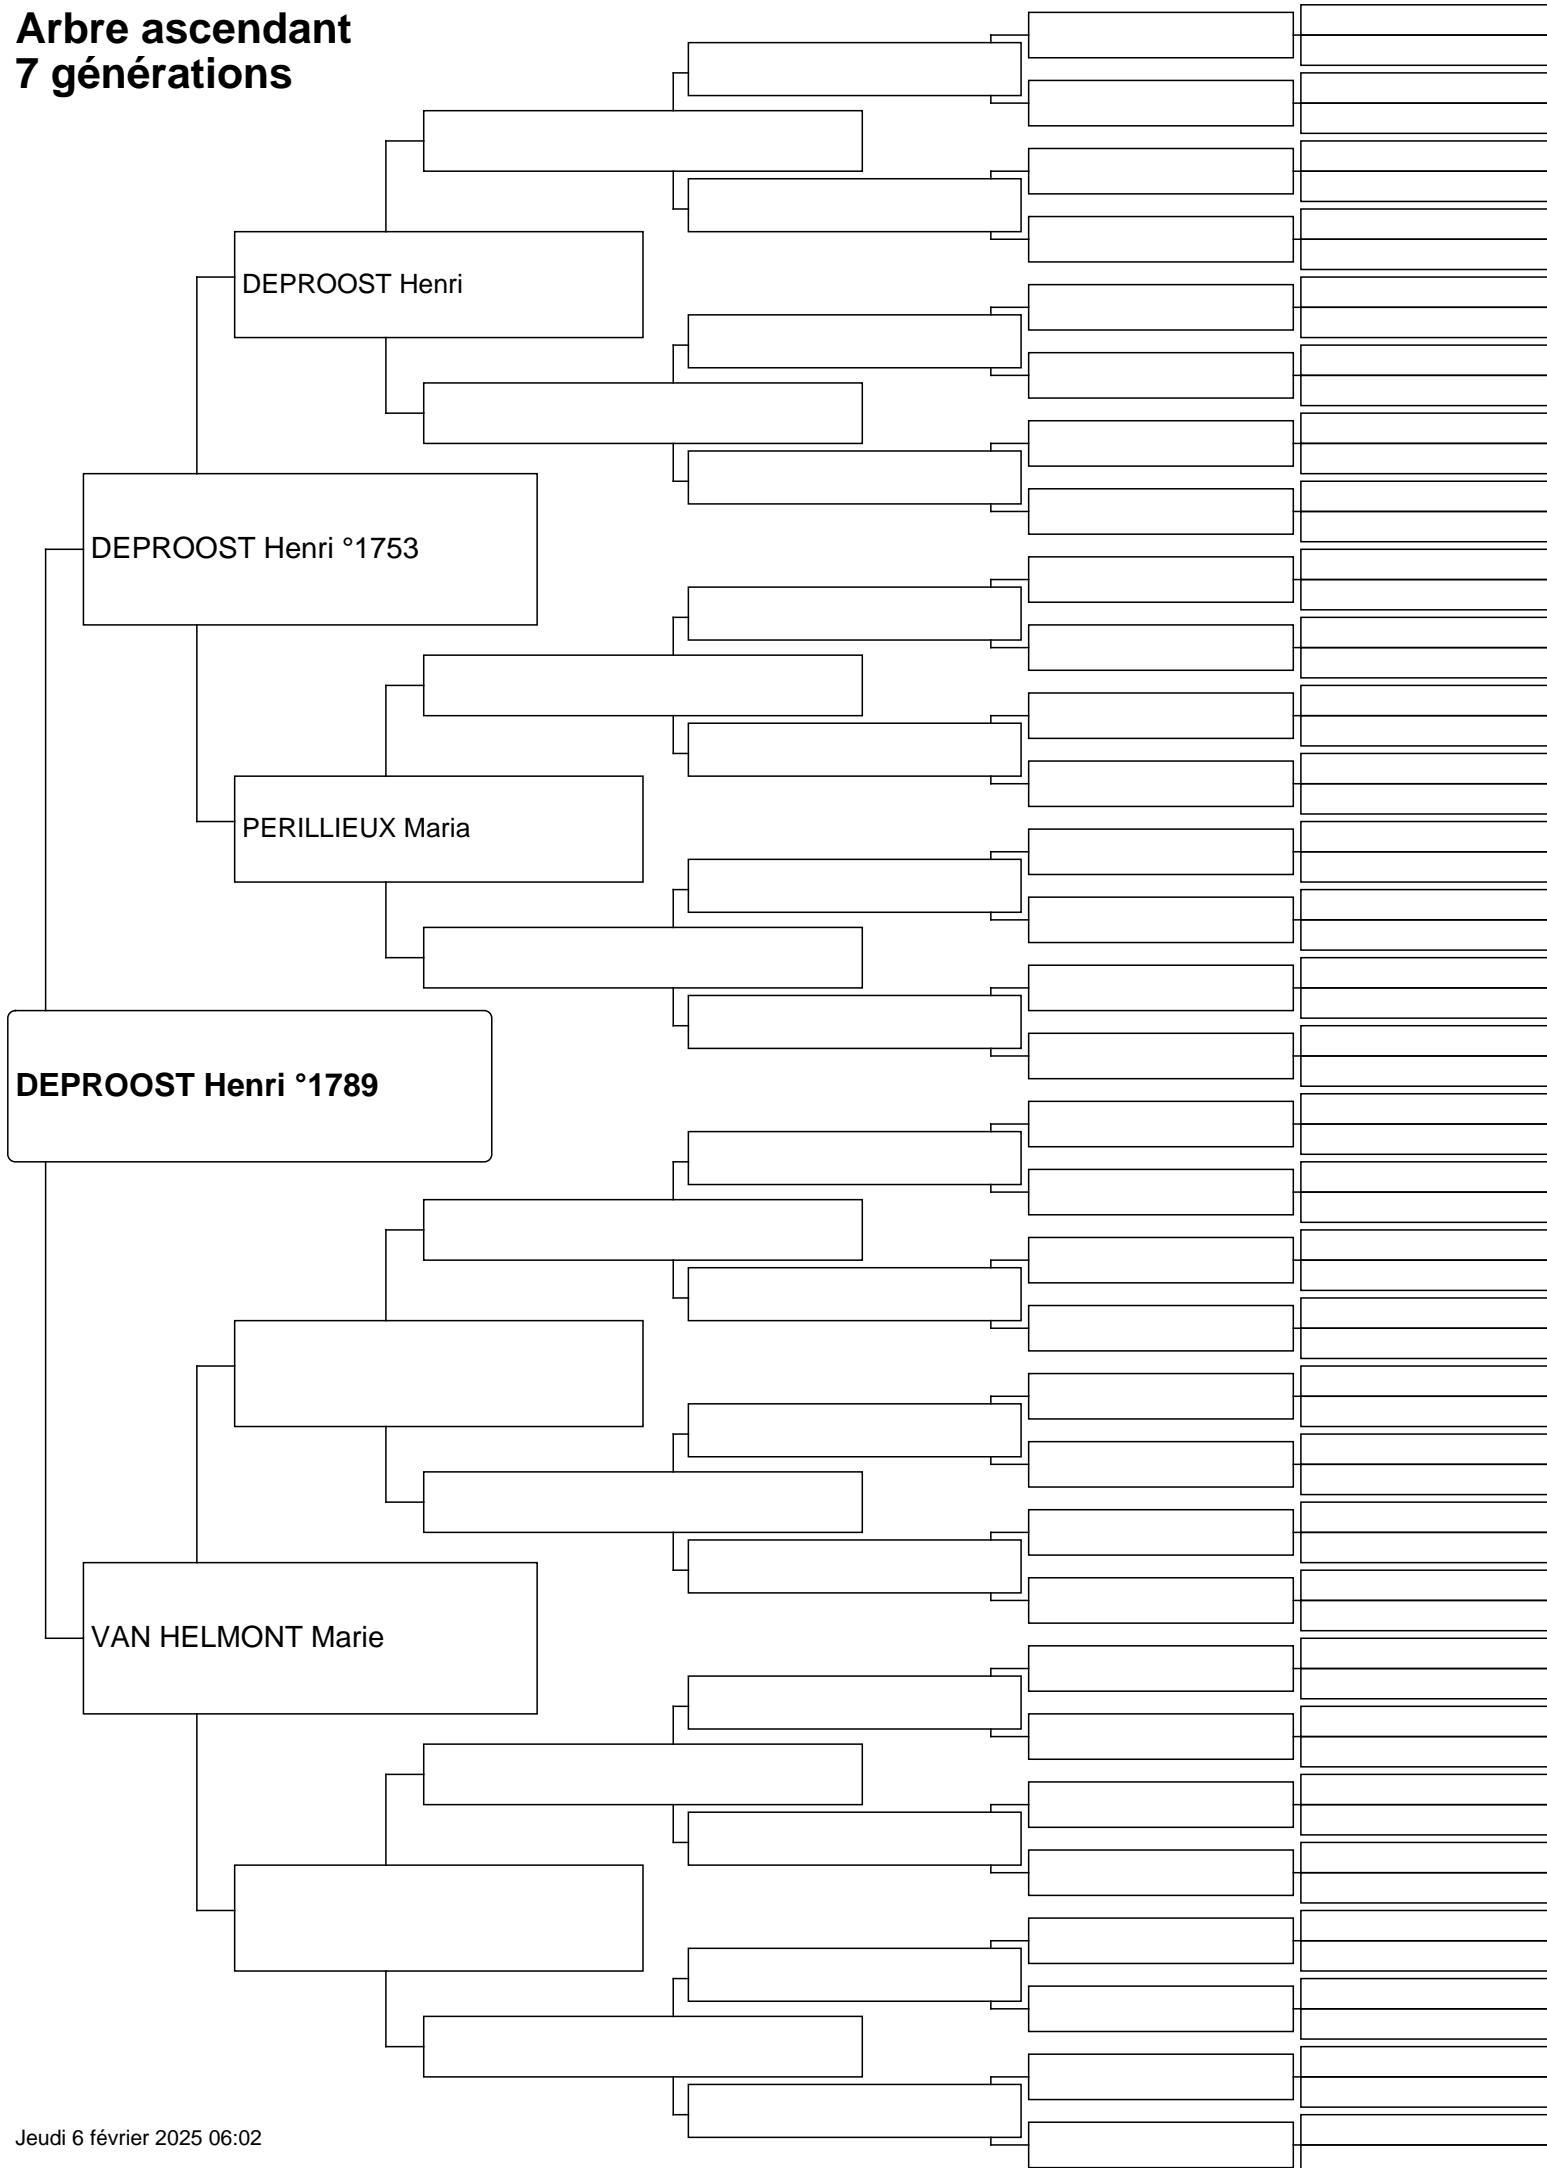 Arbre ascendant
7 générations
DEPROOST Henri
DEPROOST Henri °1753
PERILLIEUX Maria
DEPROOST Henri °1789
VAN HELMONT Marie
Jeudi 6 février 2025 06:02